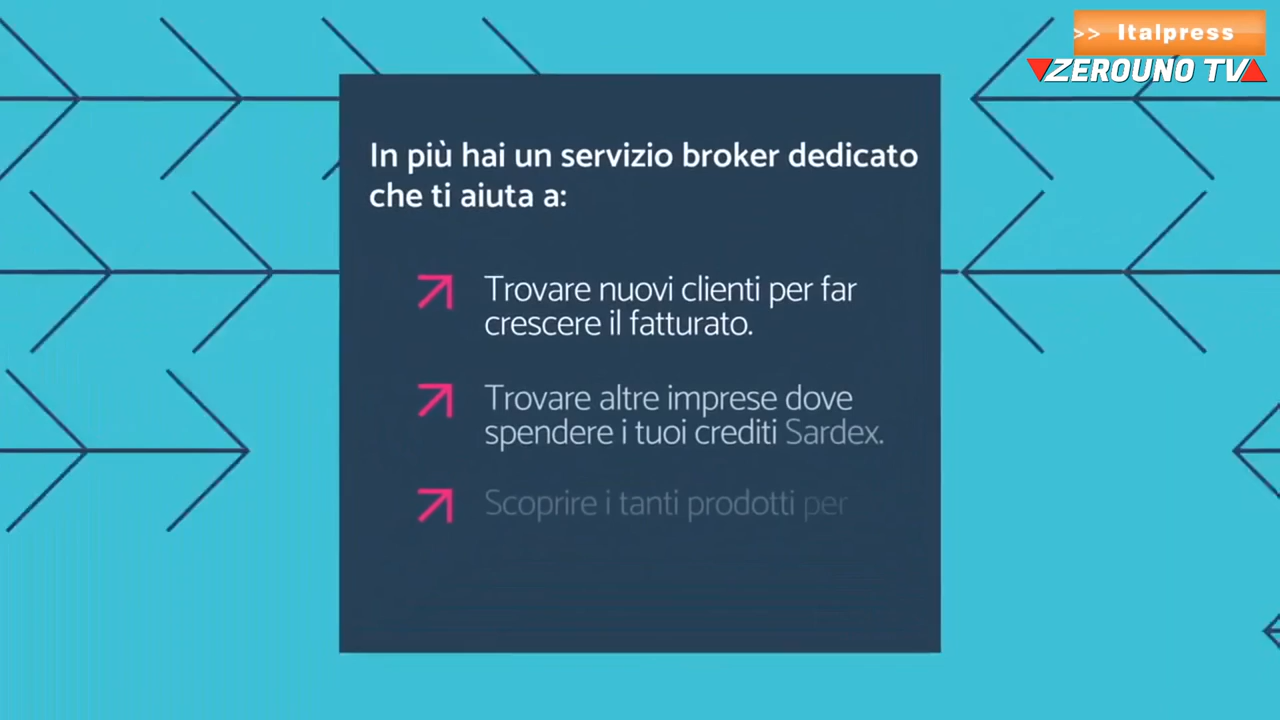 >> Italpress
ZEROUNO TV
In più hai un servizio broker dedicato
che ti aiuta a:
Trovare nuovi clienti per far
crescere il fatturato.
Trovare altre imprese dove
spendere i tuoi crediti Sardex.
Scoprire i tanti prodotti per